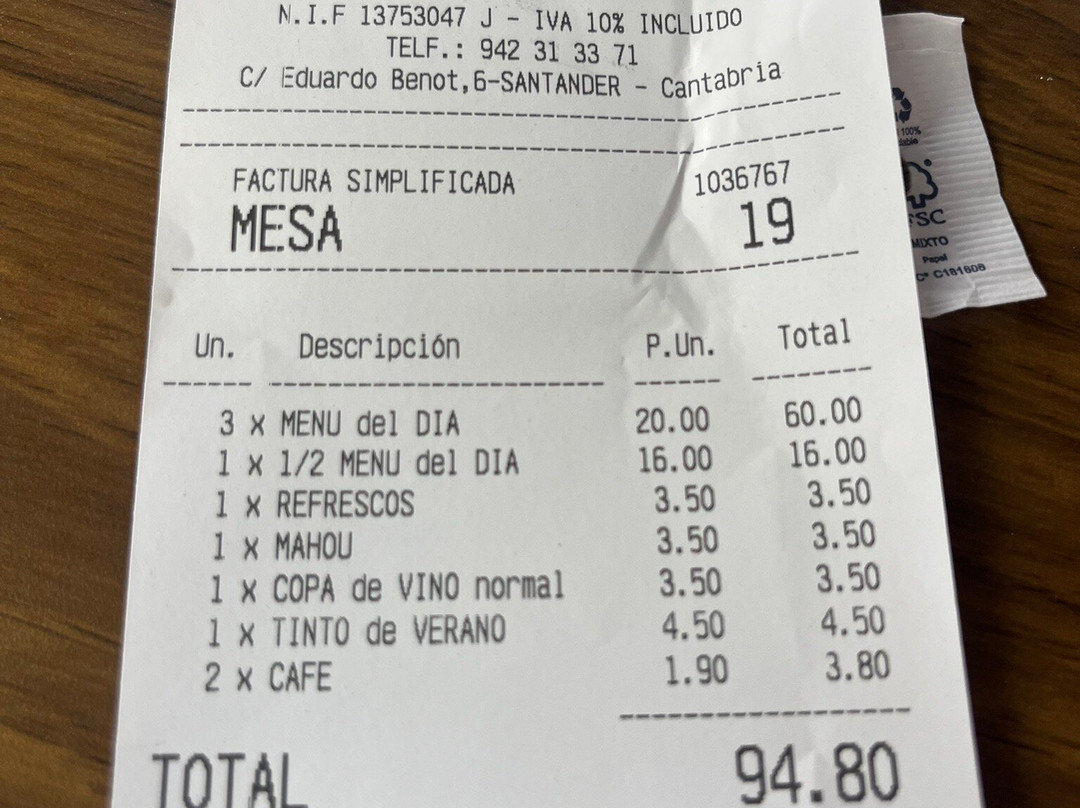 N.I.F 13753047 J - IVA 10% INCLUIDO
TELF.: 942 31 33 71
C/ Eduardo Benot,6-SANTANDER - Cantabria
FACTURA SIMPLIFICADA 1036767
MESA 19
Un. Descripción P.Un. Total
3 x MENU del DIA 20.00 60.00
1 x 1/2 MENU del DIA 16.00 16.00
1 x REFRESCOS 3.50 3.50
1 x MAHOU 3.50 3.50
1 x COPA de VINO normal 3.50 3.50
1 x TINTO de VERANO 4.50 4.50
2 x CAFE 1.90 3.80
TOTAL 94.80
100%
FSC
MIXTO
Papel
C181608